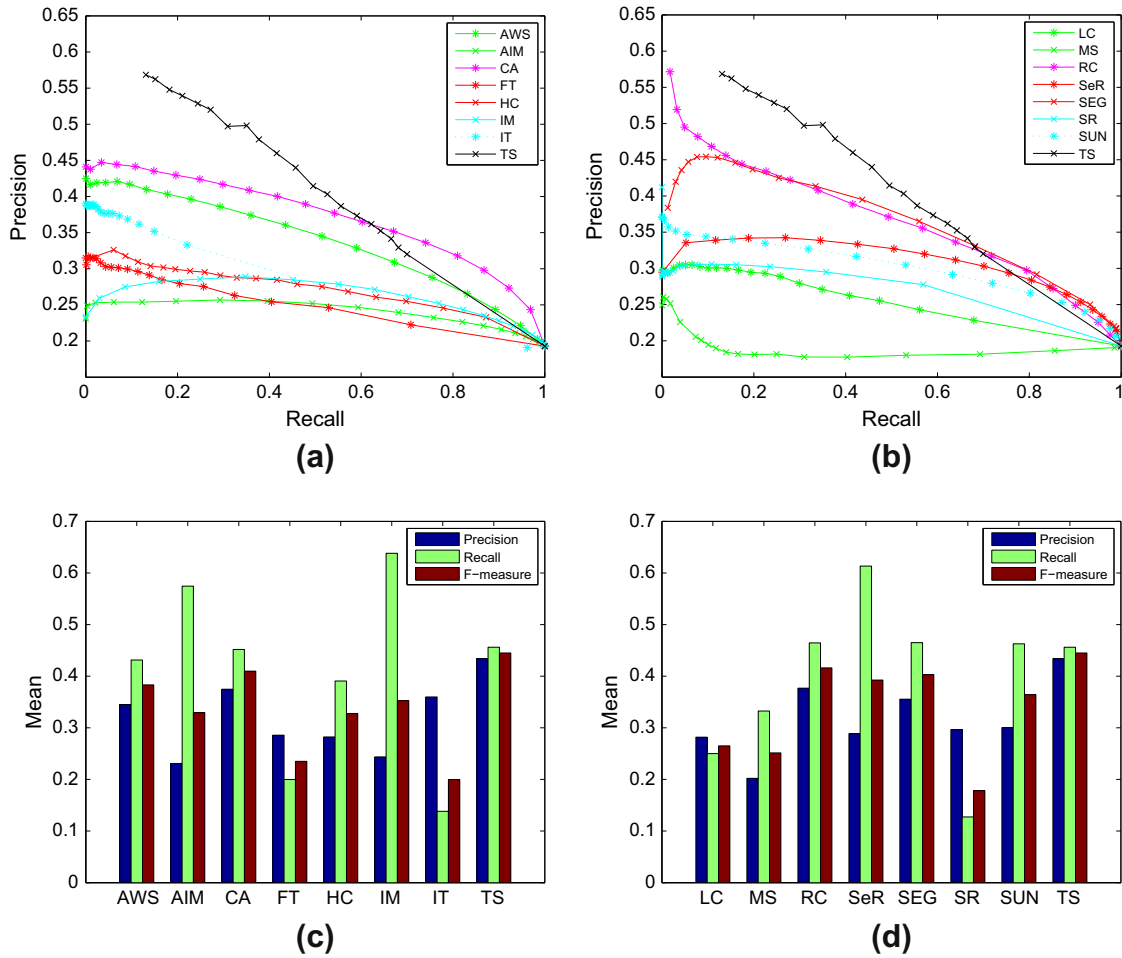 0.65
0.6
0.55
0.5
0.45
0.4
0.35
0.3
0.25
0.2
Precision
0
0.2
0.4
0.6
0.8
1
Recall
AWS
AIM
CA
FT
HC
IM
IT
TS
(a)
0.65
0.6
0.55
0.5
0.45
0.4
0.35
0.3
0.25
0.2
Precision
0
0.2
0.4
0.6
0.8
1
Recall
LC
MS
RC
SeR
SEG
SR
SUN
TS
(b)
0.7
0.6
0.5
0.4
0.3
0.2
0.1
0
Mean
Precision
Recall
F−measure
AWS AIM CA FT HC IM IT TS
(c)
0.7
0.6
0.5
0.4
0.3
0.2
0.1
0
Mean
Precision
Recall
F−measure
LC MS RC SeR SEG SR SUN TS
(d)